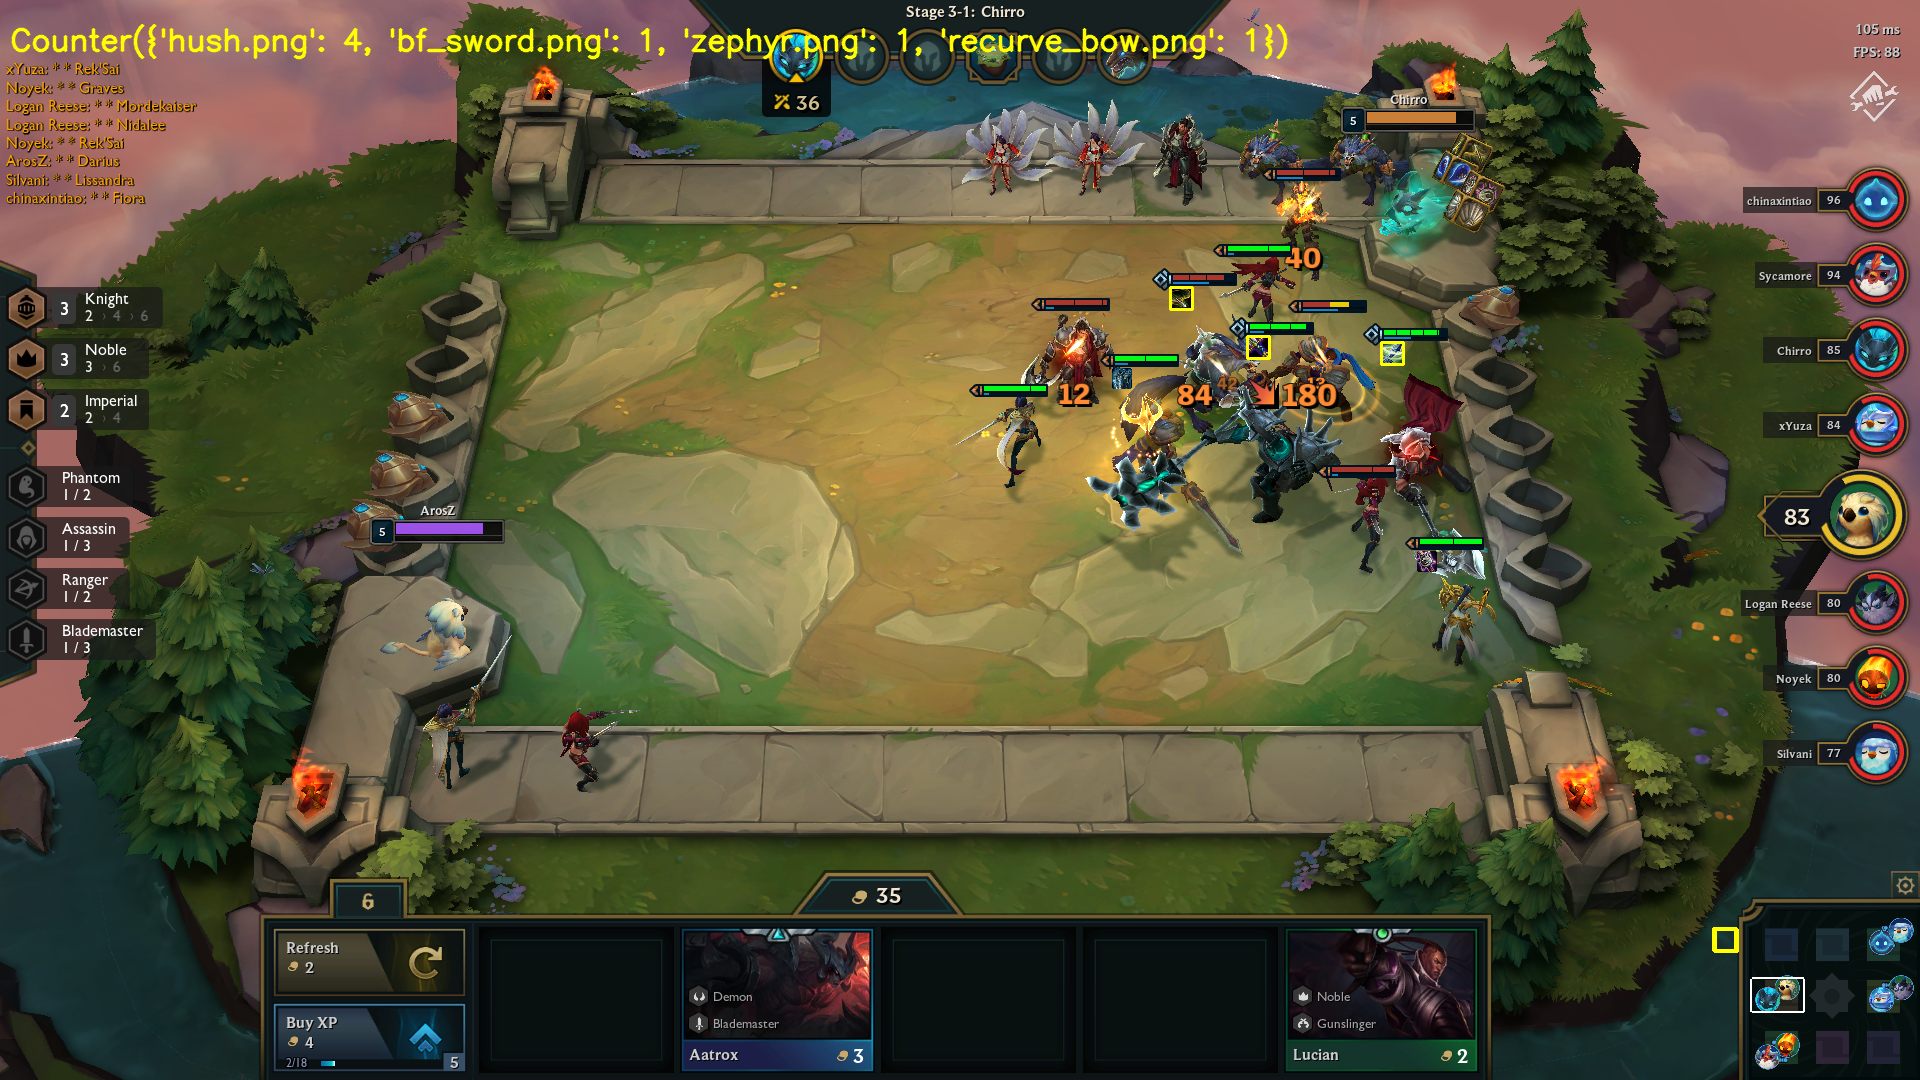 Stage 3-1: Chirro
Counter({'hush.png': 4, 'bf_sword.png': 1, 'zephyr.png': 1, 'recurve_bow.png': 1})
105 ms
FPS: 88
xYuza: * * Rek'Sai
Noyek: * * Graves
Logan Reese: * * Mordekaiser
Logan Reese: * * Nidalee
Noyek: * * Rek'Sai
ArosZ: * * Darius
Silvani: * * Lissandra
chinaxintiao: * * Fiora
36
Chirro
5
chinaxintiao 96
Sycamore 94
Chirro 85
xYuza 84
83
Logan Reese 80
Noyek 80
Silvani 77
3 Knight
2 › 4 › 6
3 Noble
3 › 6
2 Imperial
2 › 4
Phantom
1 / 2
Assassin
1 / 3
Ranger
1 / 2
Blademaster
1 / 3
40
12
84
42
180
ArosZ
5
6
35
Refresh
2
Buy XP
4
2/18
5
Demon
Blademaster
Aatrox 3
Noble
Gunslinger
Lucian 2